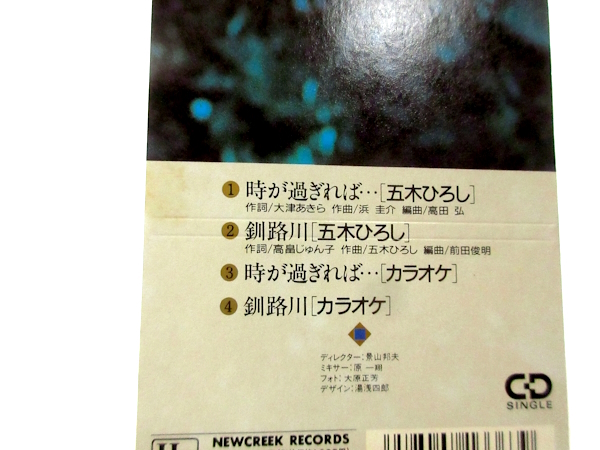 1 時が過ぎれば…[五木ひろし]
作詞/大津あきら 作曲/浜 圭介 編曲/高田 弘
2 釧路川[五木ひろし]
作詞/高畠じゅん子 作曲/五木ひろし 編曲/前田俊明
3 時が過ぎれば…[カラオケ]
4 釧路川[カラオケ]
ディレクター:景山邦夫
ミキサー:原 一翔
フォト:大原正芳
デザイン:湯浅四郎
CD
SINGLE
NEWCREEK RECORDS